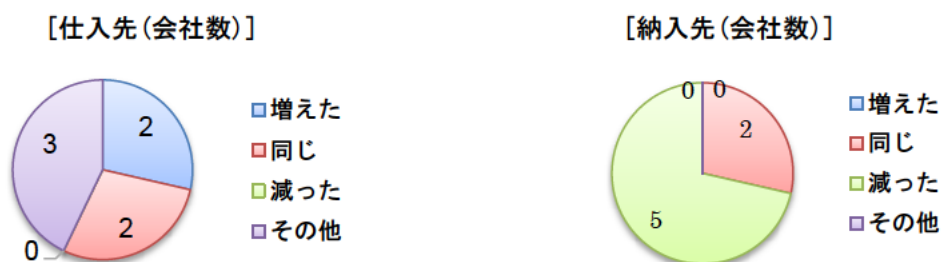 [仕入先(会社数)]
3
2
2
0
増えた
同じ
減った
その他
[納入先(会社数)]
0
0
2
5
増えた
同じ
減った
その他